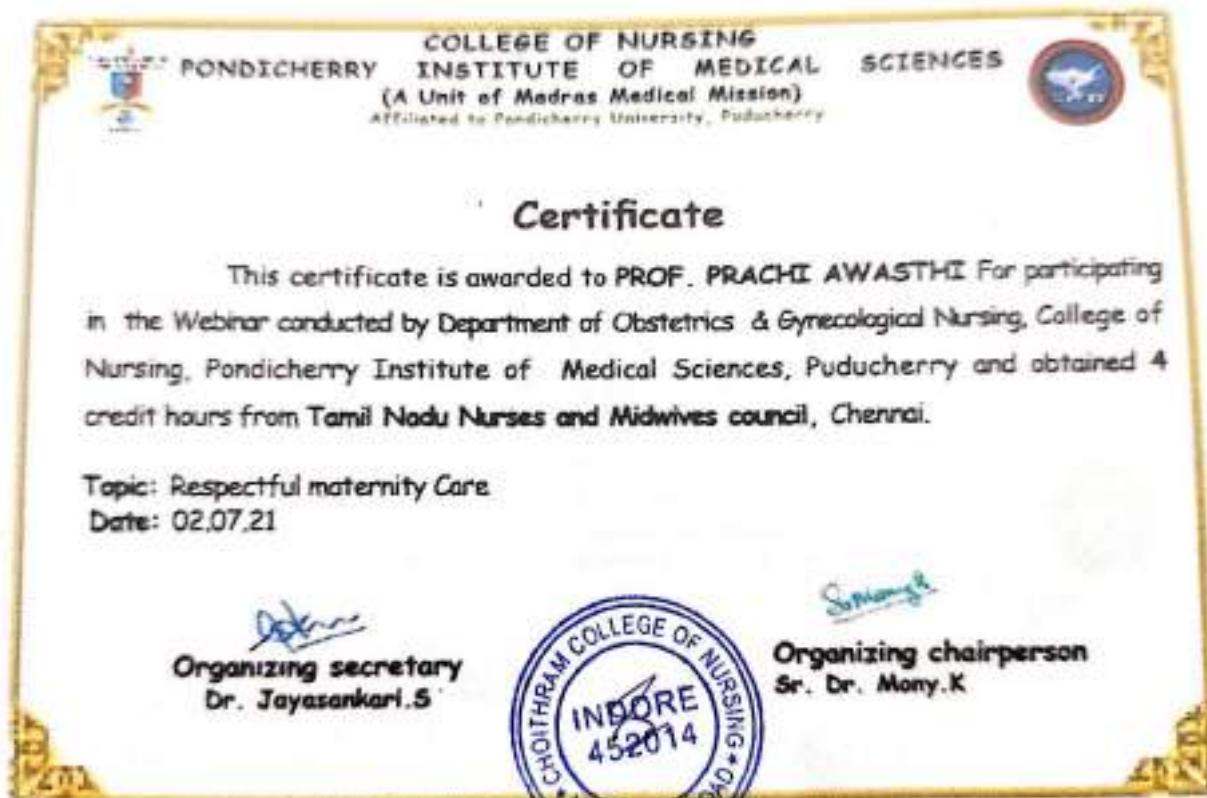 COLLEGE OF NURSING
PONDICHERRY INSTITUTE OF MEDICAL SCIENCES
(A Unit of Madras Medical Mission)
Affiliated to Pondicherry University, Puducherry
Certificate
This certificate is awarded to PROF. PRACHI AWASTHI For participating
in the Webinar conducted by Department of Obstetrics & Gynecological Nursing, College of
Nursing, Pondicherry Institute of Medical Sciences, Puducherry and obtained 4
credit hours from Tamil Nadu Nurses and Midwives council, Chennai.
Topic: Respectful maternity Care
Date: 02.07.21
Organizing secretary
Dr. Jayasankari.S
Organizing chairperson
Sr. Dr. Mony.K
CHOITHRAM COLLEGE OF NURSING
INDORE
452014